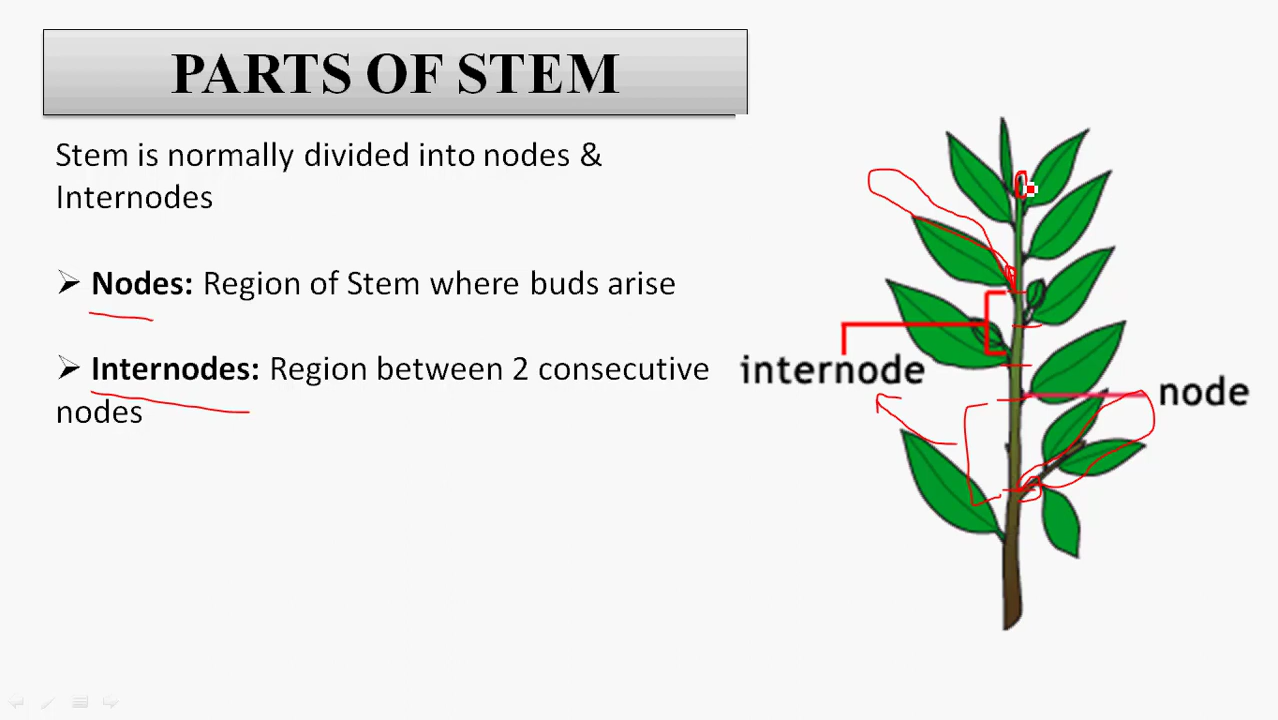 PARTS OF STEM
Stem is normally divided into nodes &
Internodes
➢ Nodes: Region of Stem where buds arise
➢ Internodes: Region between 2 consecutive
nodes
internode
node